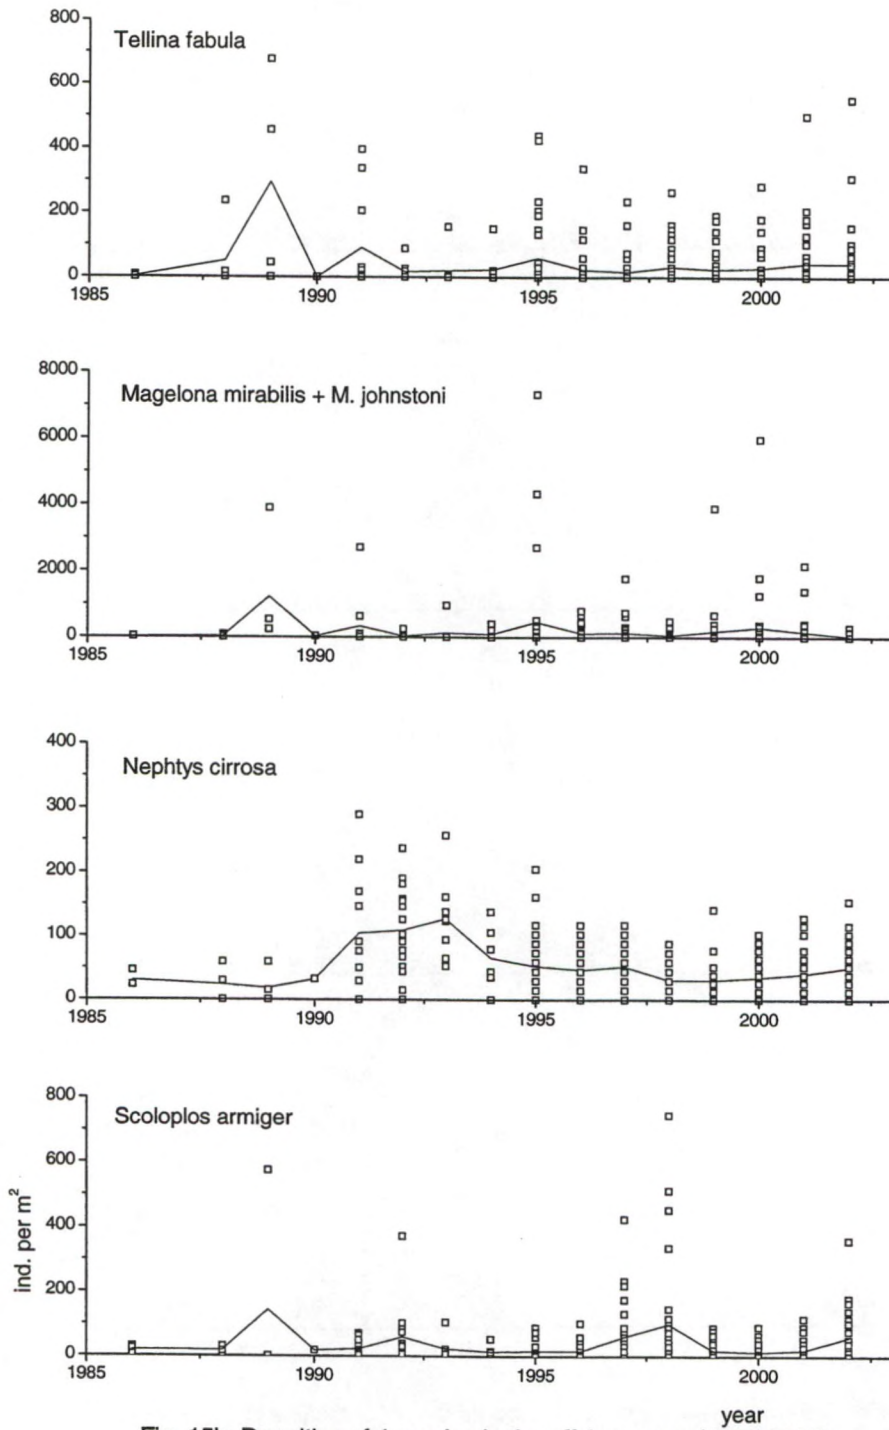 800
600
400
200
0
Tellina fabula
1985 1990 1995 2000
8000
6000
4000
2000
0
Magelona mirabilis + M. johnstoni
1985 1990 1995 2000
400
300
200
100
0
Nephtys cirrosa
1985 1990 1995 2000
800
600
400
200
0
Scoloplos armiger
ind. per m²
1985 1990 1995 2000
year
Fig.